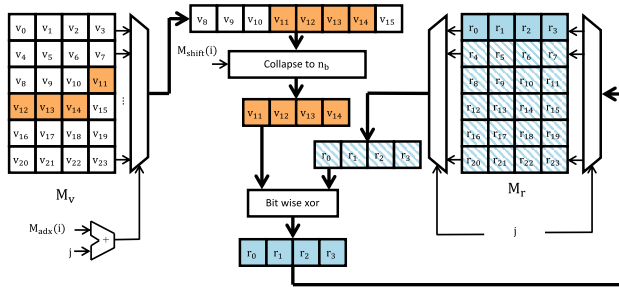 v₀ v₁ v₂ v₃
v₄ v₅ v₆ v₇
v₈ v₉ v₁₀ v₁₁
v₁₂ v₁₃ v₁₄ v₁₅
v₁₆ v₁₇ v₁₈ v₁₉
v₂₀ v₂₁ v₂₂ v₂₃
Mᵥ
M_adx(i)
j
+
⋮
v₈ v₉ v₁₀ v₁₁ v₁₂ v₁₃ v₁₄ v₁₅
M_shift(i)
Collapse to n_b
v₁₁ v₁₂ v₁₃ v₁₄
r₀ r₁ r₂ r₃
Bit wise xor
r₀ r₁ r₂ r₃
r₀ r₁ r₂ r₃
r₄ r₅ r₆ r₇
r₈ r₉ r₁₀ r₁₁
r₁₂ r₁₃ r₁₄ r₁₅
r₁₆ r₁₇ r₁₈ r₁₉
r₂₀ r₂₁ r₂₂ r₂₃
Mᵣ
j